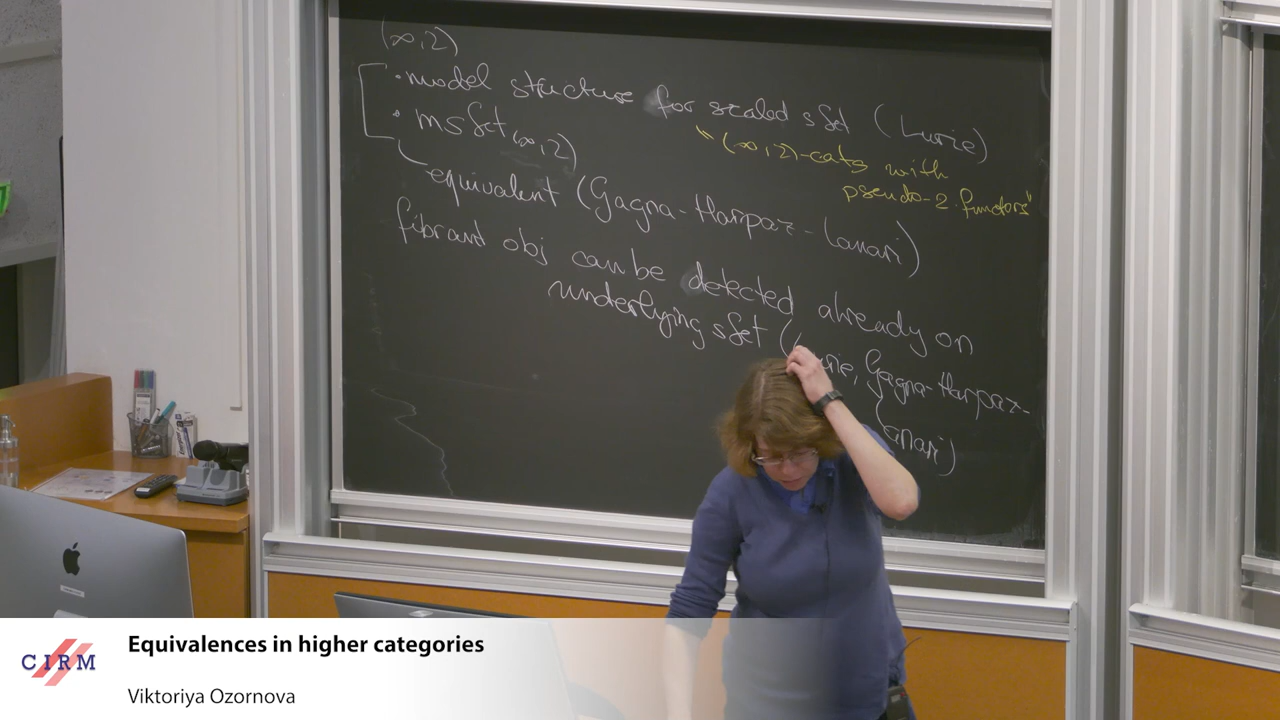 (∞,2)
· model structure for scaled sSet (Lurie)
"(∞,2)-cats with
pseudo-2-functors"
· msSet(∞,2)
equivalent (Gagna-Harpaz-Lanari)
fibrant obj can be detected already on
underlying sSet (Lurie, Gagna-Harpaz-
Lanari)
CIRM
Equivalences in higher categories
Viktoriya Ozornova